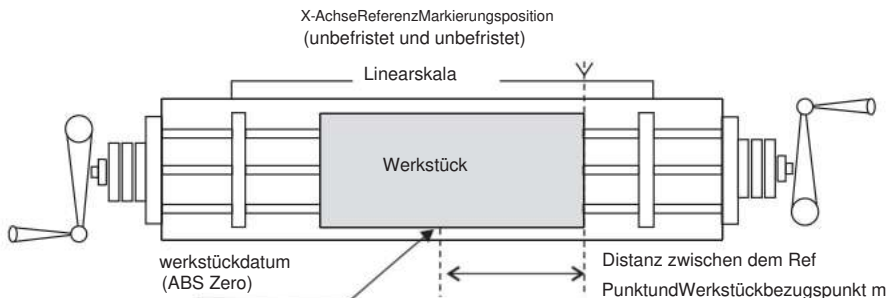 X-AchseReferenzMarkierungsposition
(unbefristet und unbefristet)
Linearskala
Werkstück
werkstückdatum
(ABS Zero)
Distanz zwischen dem Ref
PunktundWerkstückbezugspunkt m